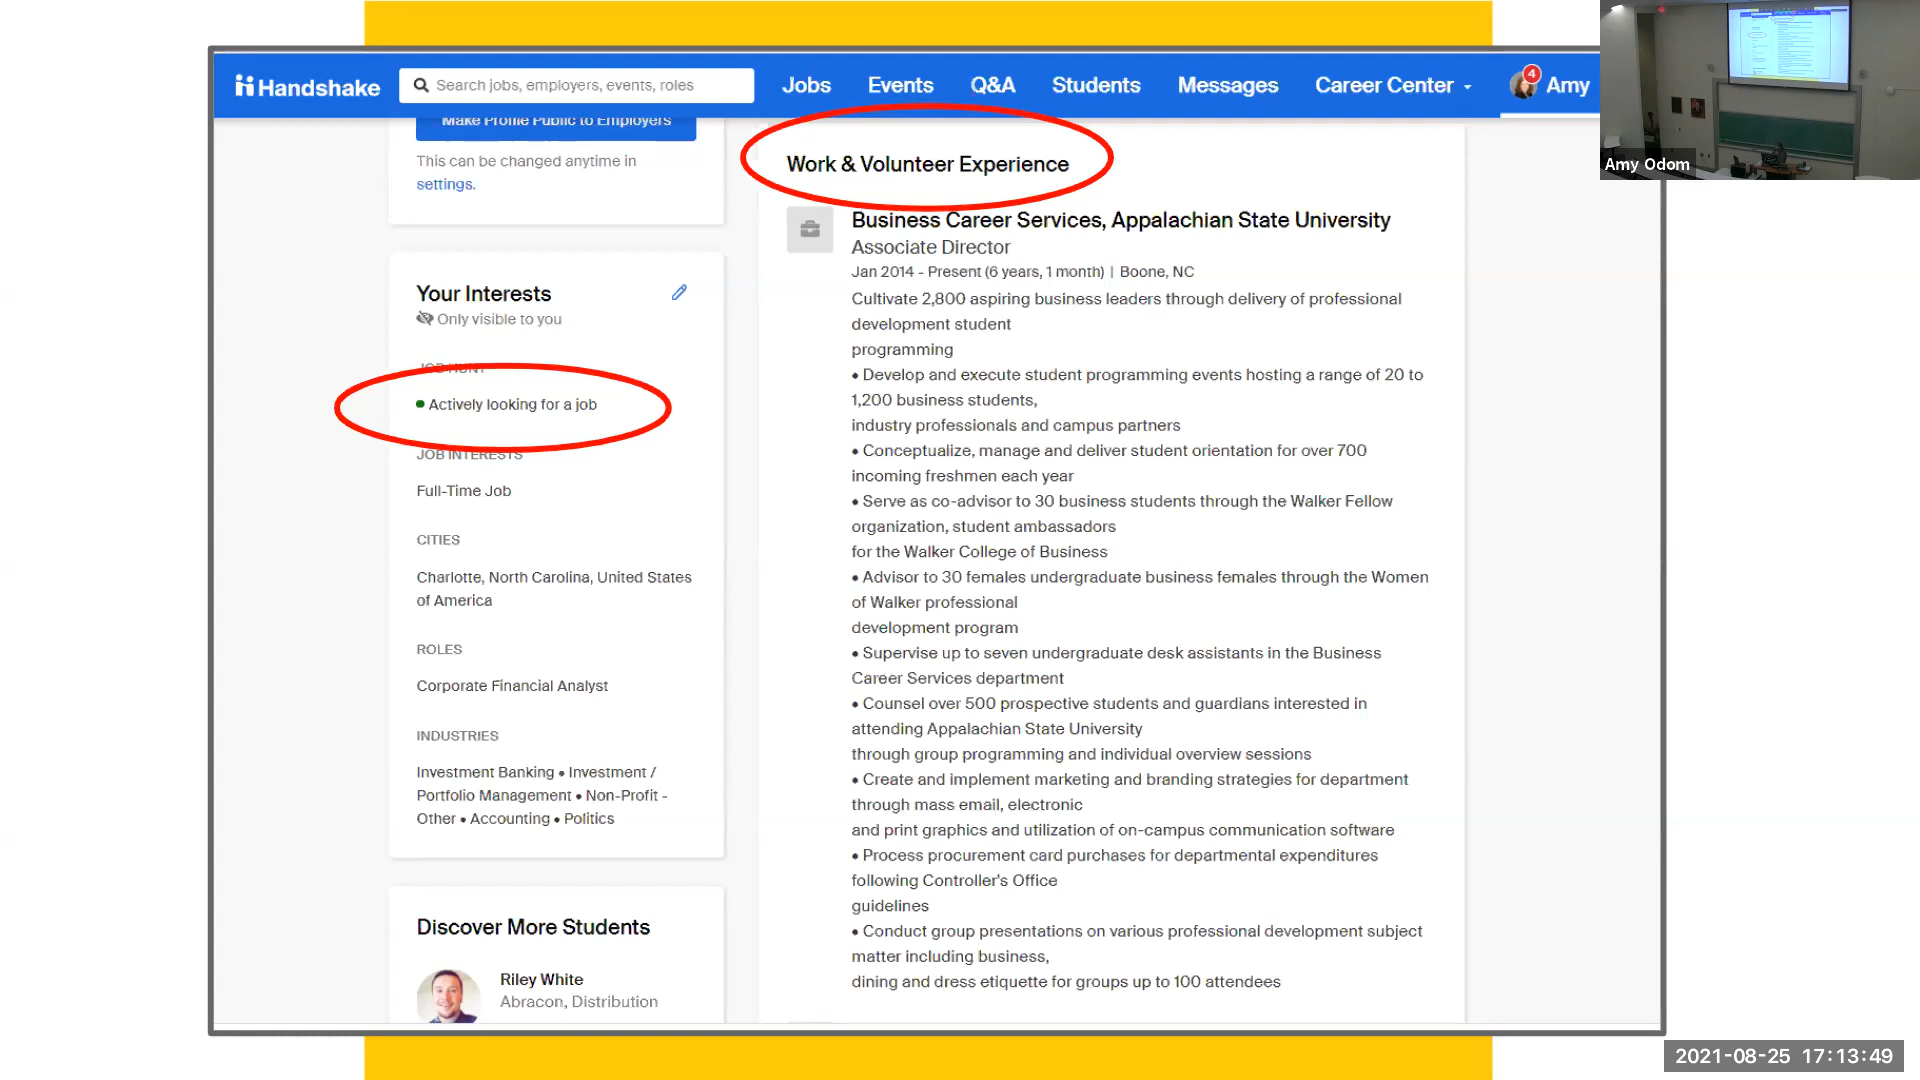 Handshake
Search jobs, employers, events, roles
Jobs
Events
Q&A
Students
Messages
Career Center
4
Amy
Make Profile Public to Employers
This can be changed anytime in
settings.
Your Interests
Only visible to you
JOB HUNT
Actively looking for a job
JOB INTERESTS
Full-Time Job
CITIES
Charlotte, North Carolina, United States
of America
ROLES
Corporate Financial Analyst
INDUSTRIES
Investment Banking • Investment /
Portfolio Management • Non-Profit -
Other • Accounting • Politics
Discover More Students
Riley White
Abracon, Distribution
Work & Volunteer Experience
Business Career Services, Appalachian State University
Associate Director
Jan 2014 - Present (6 years, 1 month) | Boone, NC
Cultivate 2,800 aspiring business leaders through delivery of professional
development student
programming
• Develop and execute student programming events hosting a range of 20 to
1,200 business students,
industry professionals and campus partners
• Conceptualize, manage and deliver student orientation for over 700
incoming freshmen each year
• Serve as co-advisor to 30 business students through the Walker Fellow
organization, student ambassadors
for the Walker College of Business
• Advisor to 30 females undergraduate business females through the Women
of Walker professional
development program
• Supervise up to seven undergraduate desk assistants in the Business
Career Services department
• Counsel over 500 prospective students and guardians interested in
attending Appalachian State University
through group programming and individual overview sessions
• Create and implement marketing and branding strategies for department
through mass email, electronic
and print graphics and utilization of on-campus communication software
• Process procurement card purchases for departmental expenditures
following Controller's Office
guidelines
• Conduct group presentations on various professional development subject
matter including business,
dining and dress etiquette for groups up to 100 attendees
Amy Odom
2021-08-25 17:13:49